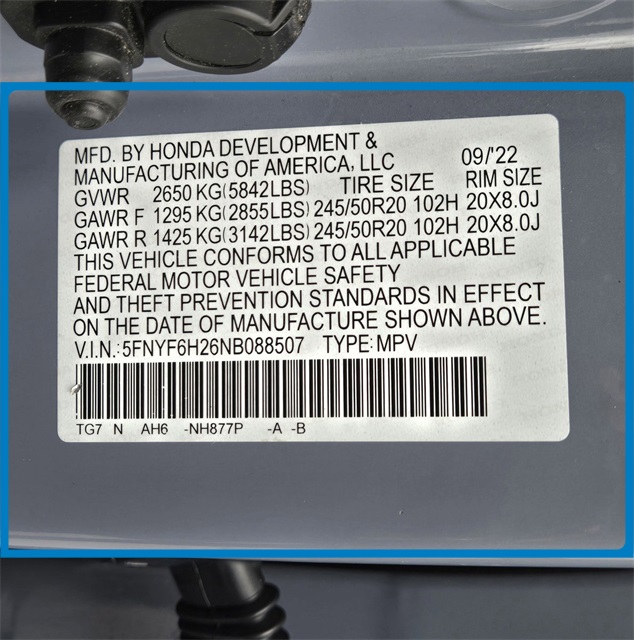 MFD. BY HONDA DEVELOPMENT &
MANUFACTURING OF AMERICA, LLC 09/'22
GVWR 2650 KG(5842LBS) TIRE SIZE RIM SIZE
GAWR F 1295 KG(2855LBS) 245/50R20 102H 20X8.0J
GAWR R 1425 KG(3142LBS) 245/50R20 102H 20X8.0J
THIS VEHICLE CONFORMS TO ALL APPLICABLE
FEDERAL MOTOR VEHICLE SAFETY
AND THEFT PREVENTION STANDARDS IN EFFECT
ON THE DATE OF MANUFACTURE SHOWN ABOVE.
V.I.N.:5FNYF6H26NB088507 TYPE:MPV
TG7 N AH6 -NH877P -A -B